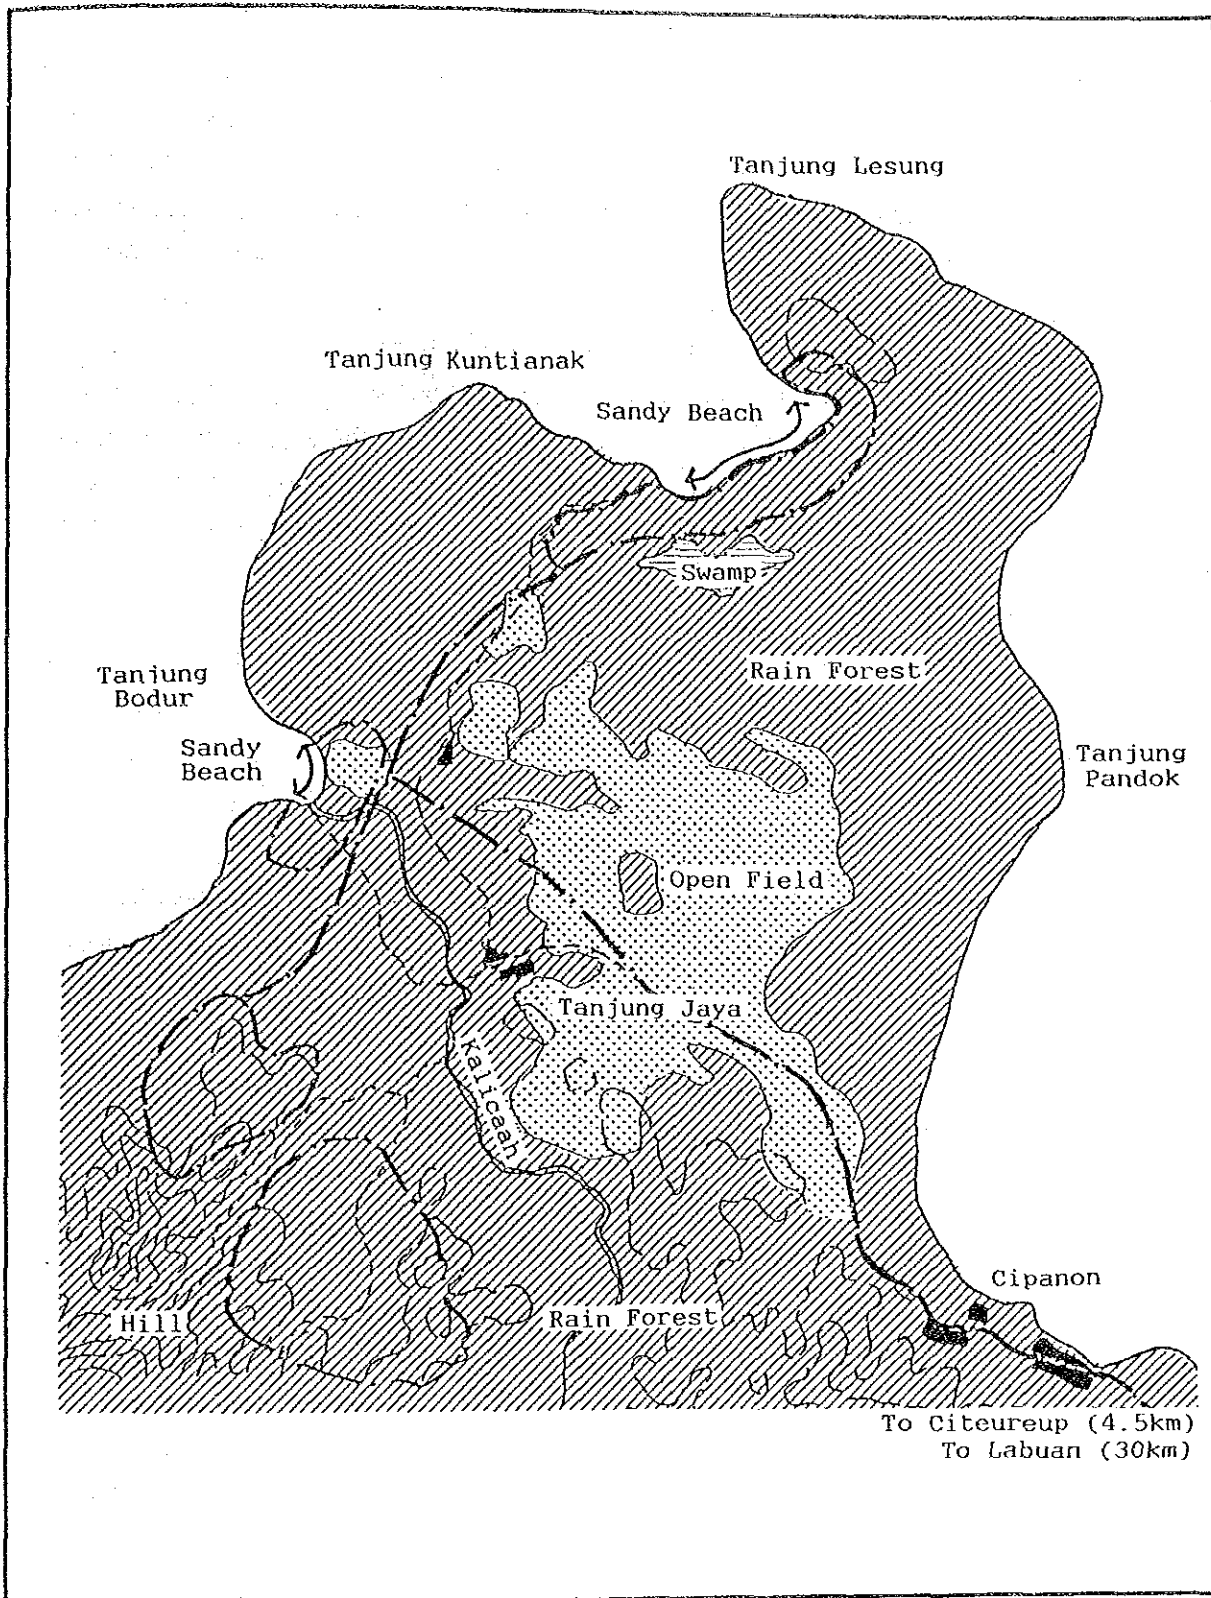 Tanjung Lesung
Tanjung Kuntianak
Sandy Beach
Swamp
Rain Forest
Tanjung
Bodur
Sandy
Beach
Tanjung
Pandok
Open Field
Tanjung Jaya
Kalicaah
Cipanon
Hill
Rain Forest
To Citeureup (4.5km)
To Labuan (30km)